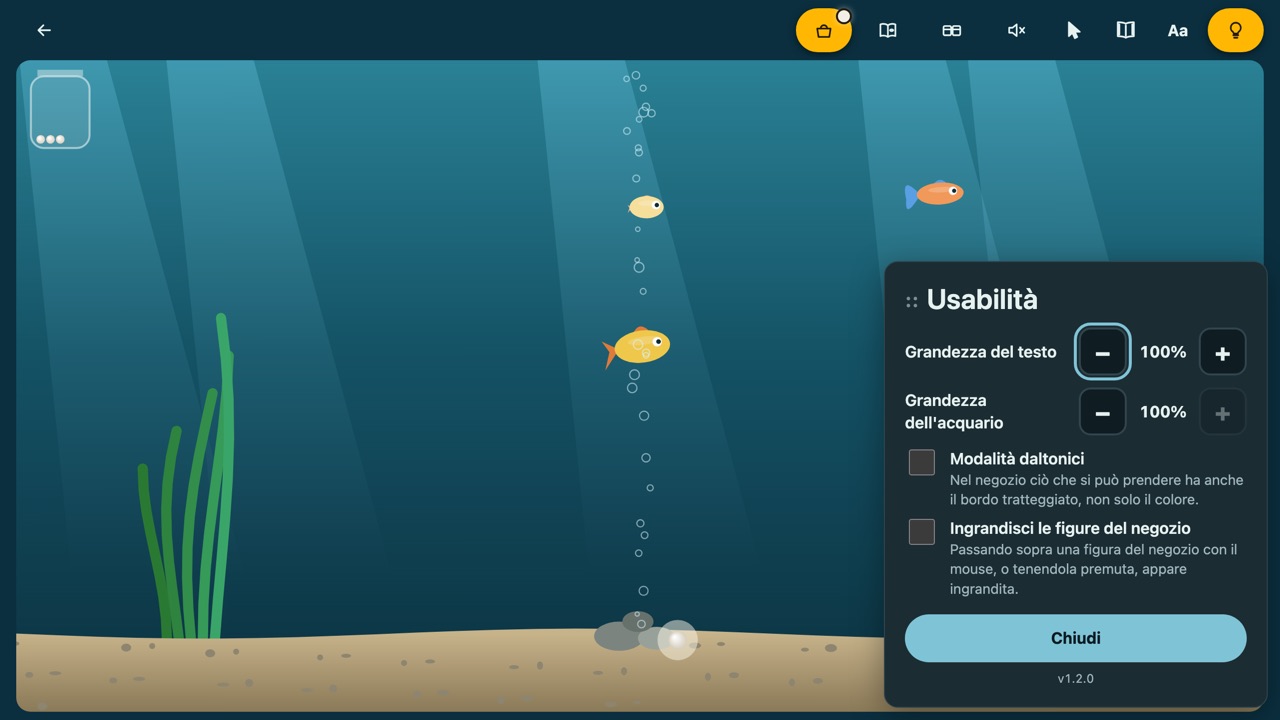 Aa
Usabilità
Grandezza del testo
− 100% +
Grandezza
dell'acquario
− 100% +
Modalità daltonici
Nel negozio ciò che si può prendere ha anche
il bordo tratteggiato, non solo il colore.
Ingrandisci le figure del negozio
Passando sopra una figura del negozio con il
mouse, o tenendola premuta, appare
ingrandita.
Chiudi
v1.2.0